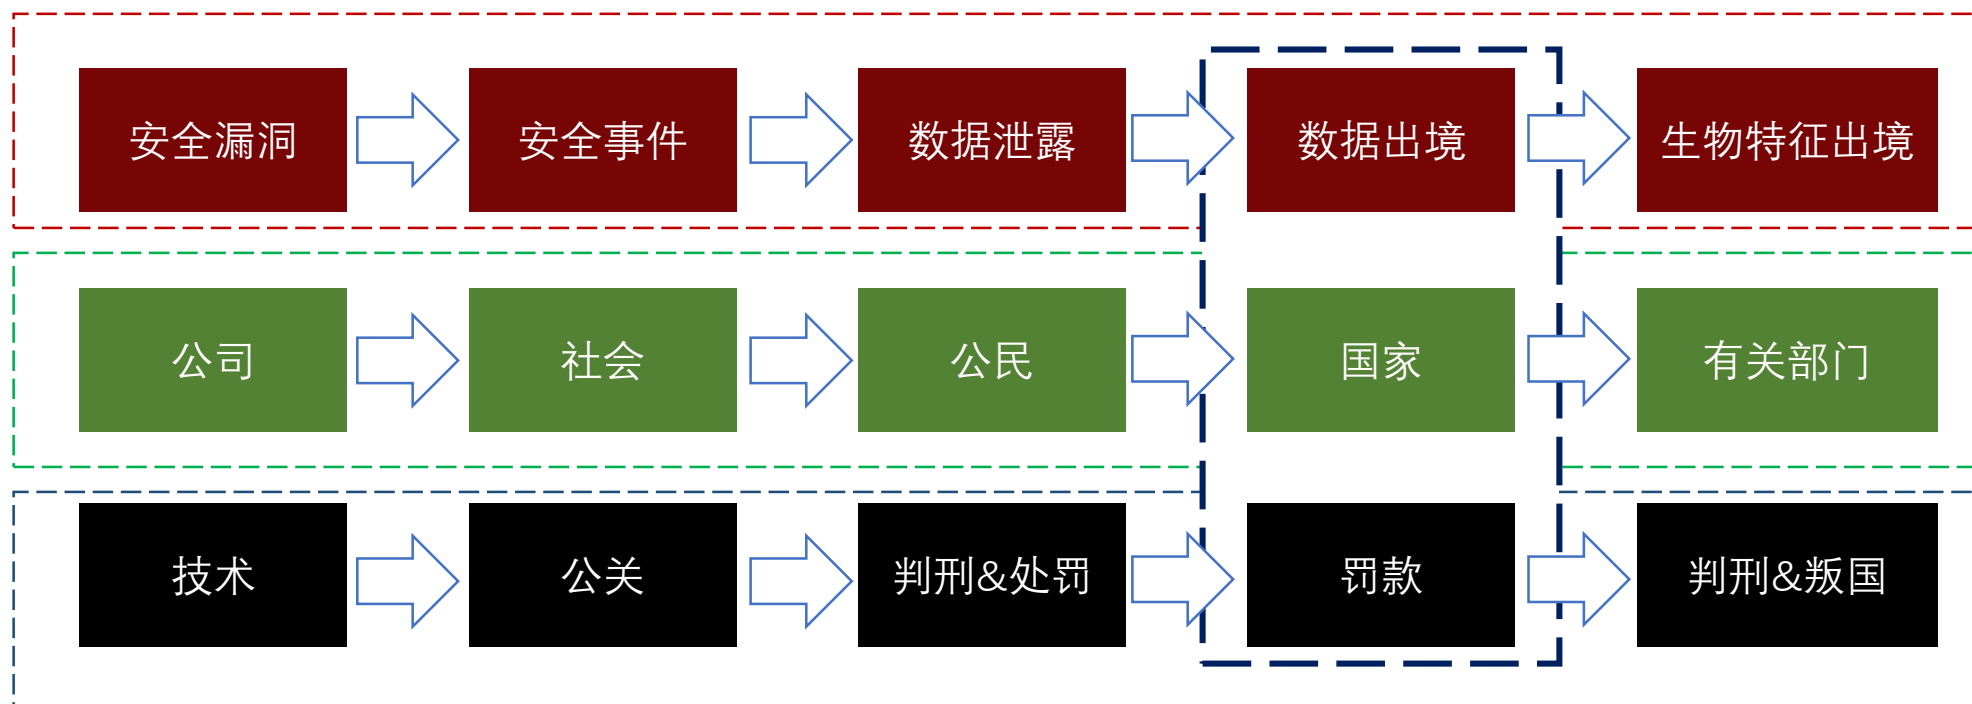 安全漏洞
安全事件
数据泄露
数据出境
生物特征出境
公司
社会
公民
国家
有关部门
技术
公关
判刑&处罚
罚款
判刑&叛国